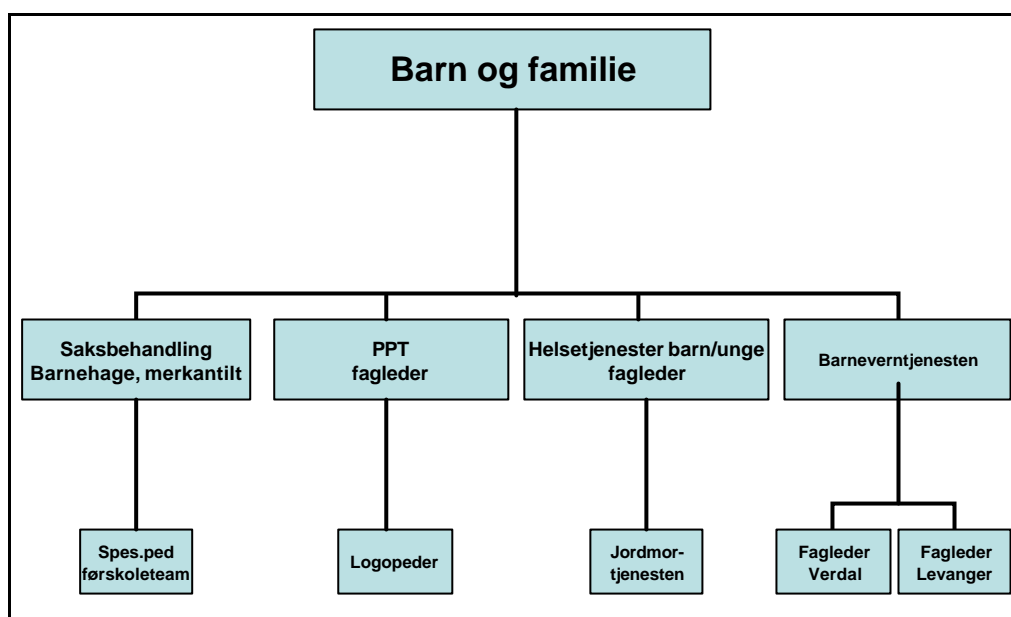 Barn og familie
Saksbehandling
Barnehage, merkantilt
PPT
fagleder
Helsetjenester barn/unge
fagleder
Barneverntjenesten
Spes.ped
førskoleteam
Logopeder
Jordmor-
tjenesten
Fagleder
Verdal
Fagleder
Levanger